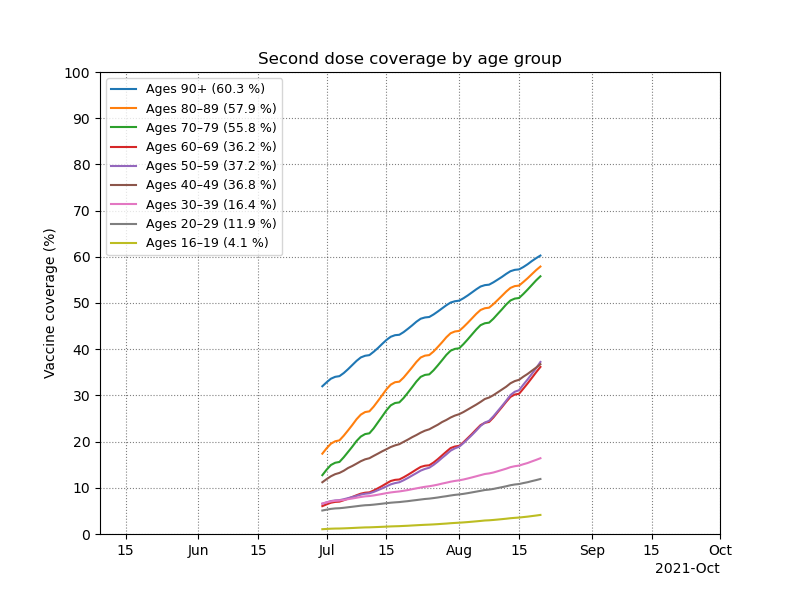 Second dose coverage by age group
Vaccine coverage (%)
100
90
80
70
60
50
40
30
20
10
0
Ages 90+ (60.3 %)
Ages 80–89 (57.9 %)
Ages 70–79 (55.8 %)
Ages 60–69 (36.2 %)
Ages 50–59 (37.2 %)
Ages 40–49 (36.8 %)
Ages 30–39 (16.4 %)
Ages 20–29 (11.9 %)
Ages 16–19 (4.1 %)
15 Jun 15 Jul 15 Aug 15 Sep 15 Oct
2021-Oct